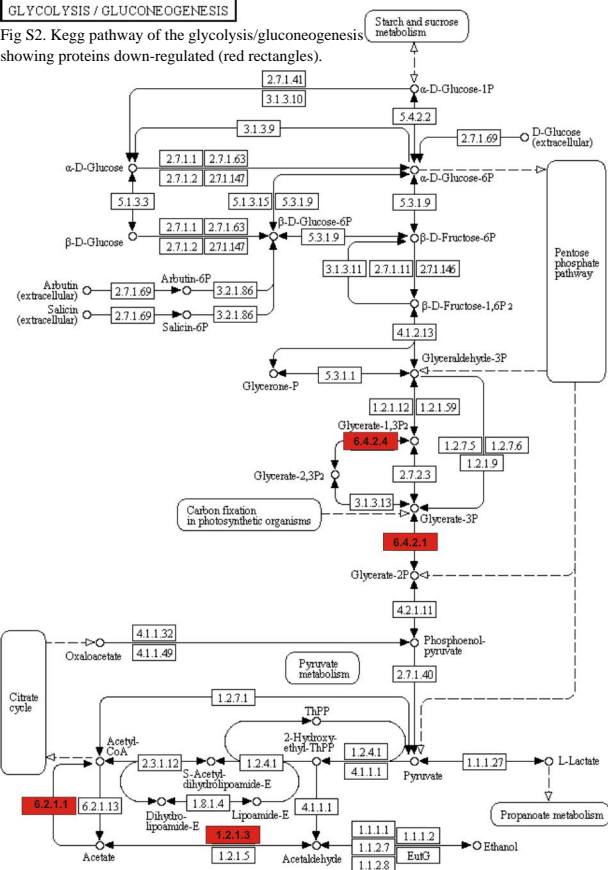 GLYCOLYSIS / GLUCONEOGENESIS
Fig S2. Kegg pathway of the glycolysis/gluconeogenesis
showing proteins down-regulated (red rectangles).
Starch and sucrose
metabolism
2.7.1.41
3.1.3.10
α-D-Glucose-1P
5.4.2.2
3.1.3.9
2.7.1.69
D-Glucose
(extracellular)
α-D-Glucose
2.7.1.1 2.7.1.63
2.7.1.2 2.7.1.147
α-D-Glucose-6P
5.1.3.3
5.1.3.15 5.3.1.9
5.3.1.9
β-D-Glucose-6P
β-D-Glucose
2.7.1.1 2.7.1.63
2.7.1.2 2.7.1.147
5.3.1.9
β-D-Fructose-6P
Pentose
phosphate
pathway
3.1.3.11 2.7.1.11 2.7.1.146
Arbutin
(extracellular)
2.7.1.69
Arbutin-6P
3.2.1.86
Salicin
(extracellular)
2.7.1.69
Salicin-6P
3.2.1.86
β-D-Fructose-1,6P2
4.1.2.13
Glyceraldehyde-3P
Glycerone-P
5.3.1.1
1.2.1.12 1.2.1.59
Glycerate-1,3P2
6.4.2.4
1.2.7.5 1.2.7.6
1.2.1.9
Glycerate-2,3P2
2.7.2.3
3.1.3.13
Carbon fixation
in photosynthetic organisms
Glycerate-3P
6.4.2.1
Glycerate-2P
4.2.1.11
4.1.1.32
4.1.1.49
Oxaloacetate
Phosphoenol-
pyruvate
Pyruvate
metabolism
2.7.1.40
Citrate
cycle
1.2.7.1
ThPP
Acetyl-
CoA
2-Hydroxy-
ethyl-ThPP
2.3.1.12
1.2.4.1
1.2.4.1
4.1.1.1
S-Acetyl-
dihydrolipoamide-E
Pyruvate
1.1.1.27
L-Lactate
6.2.1.1
6.2.1.13
1.8.1.4
Dihydro-
lipoamide-E
Lipoamide-E
4.1.1.1
Propanoate metabolism
1.2.1.3
1.2.1.5
Acetate
Acetaldehyde
1.1.1.1
1.1.1.2
1.1.2.7
EutG
1.1.2.8
Ethanol